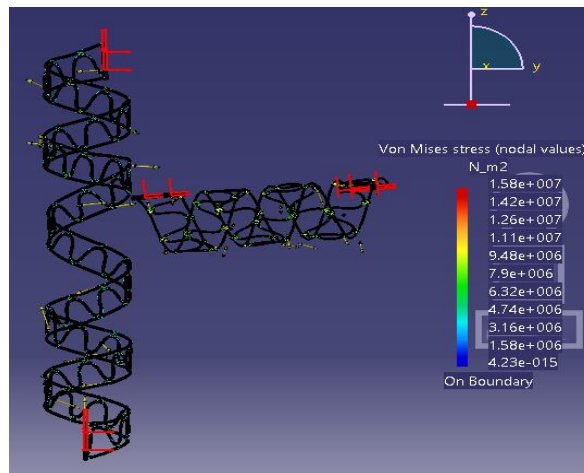 z
x
y
Von Mises stress (nodal values)
N_m2
1.58e+007
1.42e+007
1.26e+007
1.11e+007
9.48e+006
7.9e+006
6.32e+006
4.74e+006
3.16e+006
1.58e+006
4.23e-015
On Boundary